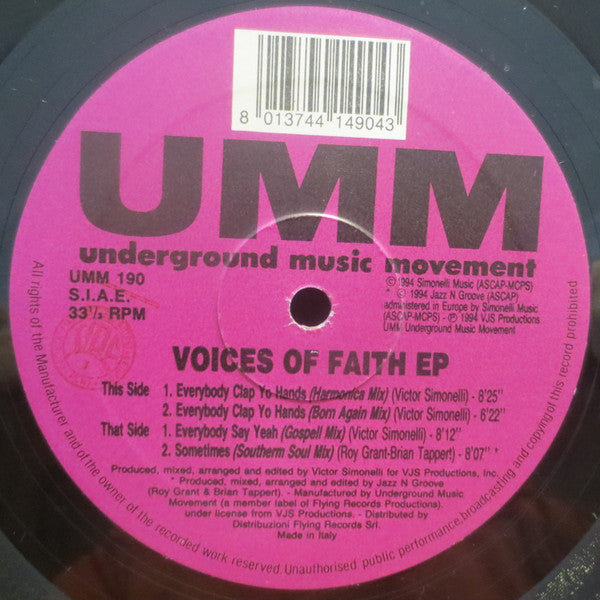 8 013744 149043
UMM
underground music movement
UMM 190
S.I.A.E.
33⅓ RPM
℗ 1994 Simonelli Music (ASCAP-MCPS)
* © 1994 Jazz N Groove (ASCAP)
administered in Europe by Simonelli Music
(ASCAP-MCPS) - ℗ 1994 VJS Productions
UMM Underground Music Movement
VOICES OF FAITH EP
This Side 1. Everybody Clap Yo Hands (Harmonica Mix) (Victor Simonelli) - 8'25"
2. Everybody Clap Yo Hands (Born Again Mix) (Victor Simonelli) - 6'22"
That Side 1. Everybody Say Yeah (Gospell Mix) (Victor Simonelli) - 8'12"
2. Sometimes (Southerm Soul Mix) (Roy Grant-Brian Tappert) - 8'07" *
Produced, mixed, arranged and edited by Victor Simonelli for VJS Productions, Inc.
* Produced, mixed, arranged and edited by Jazz N Groove
(Roy Grant & Brian Tappert). - Manufactured by Underground Music
Movement (a member label of Flying Records Productions).
under license from VJS Productions. - Distributed by
Distribuzioni Flying Records Srl.
Made in Italy
All rights of the Manufacturer and of the owner of the recorded work reserved Unauthorised public performance, broadcasting and copying of this record prohibited